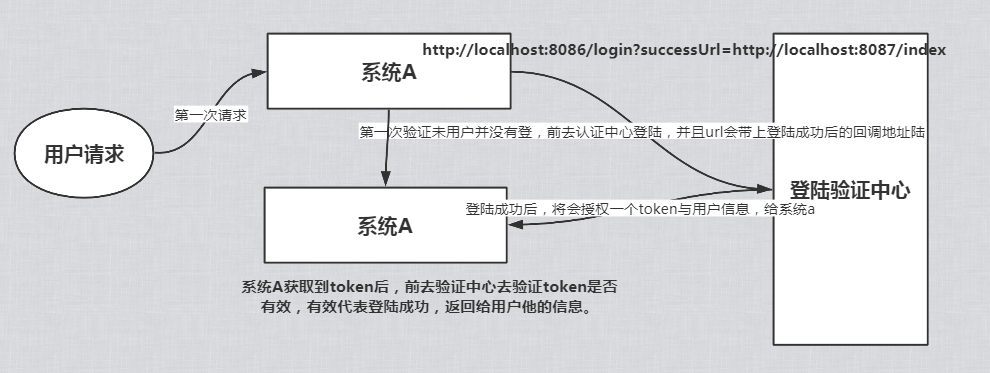 http://localhost:8086/login?successUrl=http://localhost:8087/index
系统A
第一次请求
第一次验证未用户并没有登，前去认证中心登陆，并且url会带上登陆成功后的回调地址陆
用户请求
登陆验证中心
登陆成功后，将会授权一个token与用户信息，给系统a
系统A
系统A获取到token后，前去验证中心去验证token是否
有效，有效代表登陆成功，返回给用户他的信息。